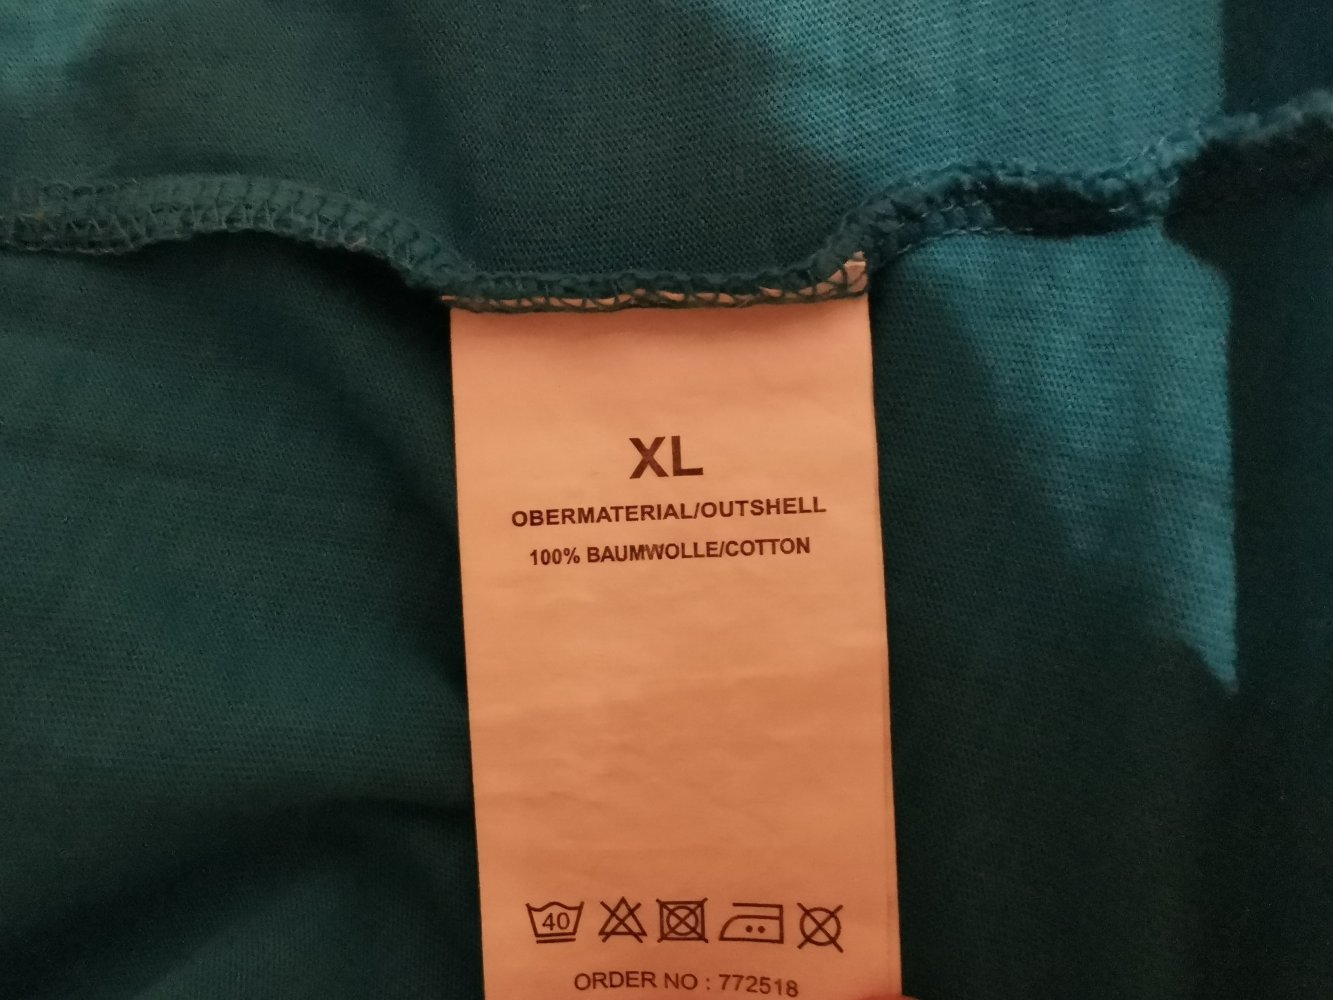 XL
OBERMATERIAL/OUTSHELL
100% BAUMWOLLE/COTTON
40
ORDER NO : 772518